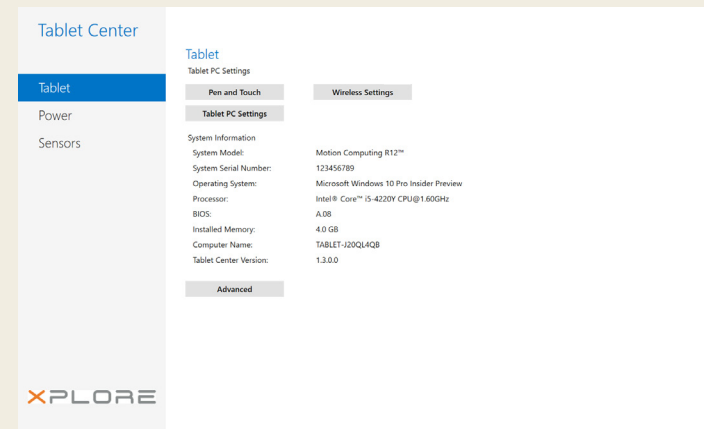 Tablet Center
Tablet
Power
Sensors
XPLORE
Tablet
Tablet PC Settings
Pen and Touch Wireless Settings
Tablet PC Settings
System Information
System Model: Motion Computing R12™
System Serial Number: 123456789
Operating System: Microsoft Windows 10 Pro Insider Preview
Processor: Intel® Core™ i5-4220Y CPU@1.60GHz
BIOS: A.08
Installed Memory: 4.0 GB
Computer Name: TABLET-J20QL4QB
Tablet Center Version: 1.3.0.0
Advanced